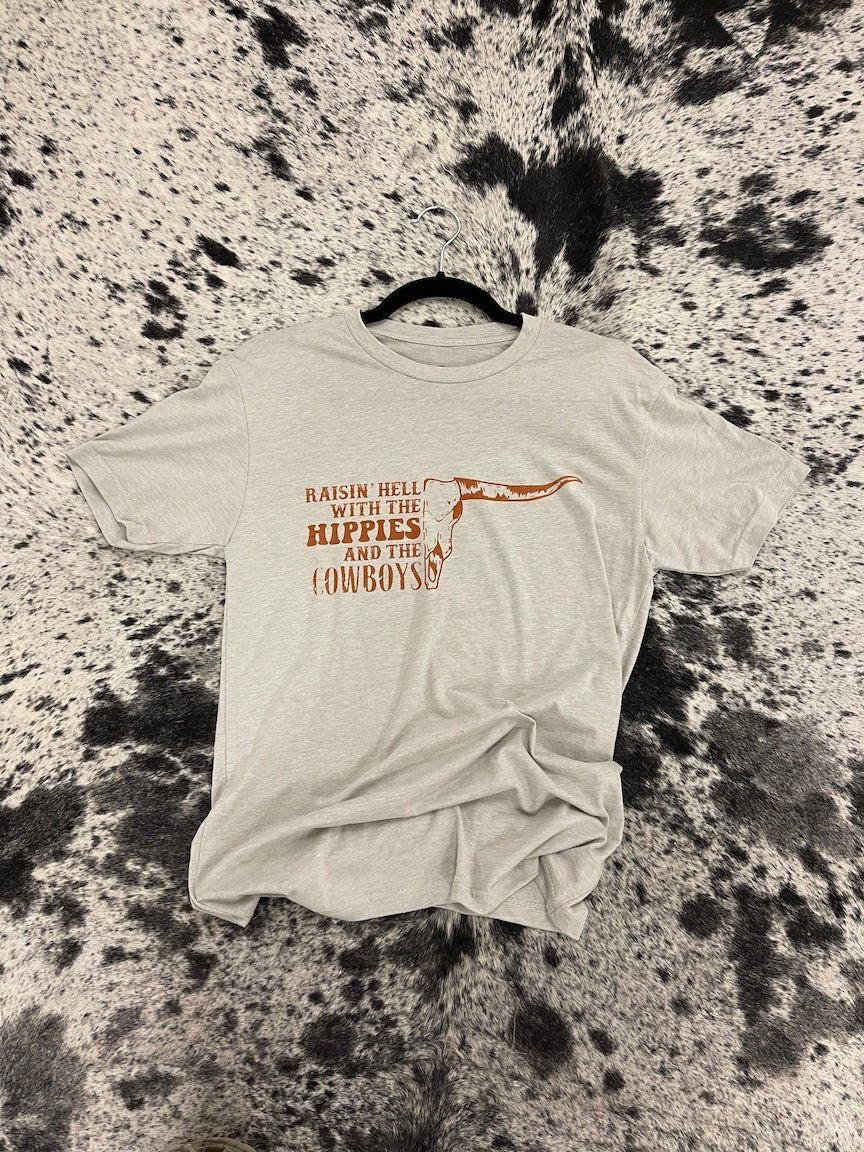 RAISIN' HELL
WITH THE
HIPPIES
AND THE
COWBOYS